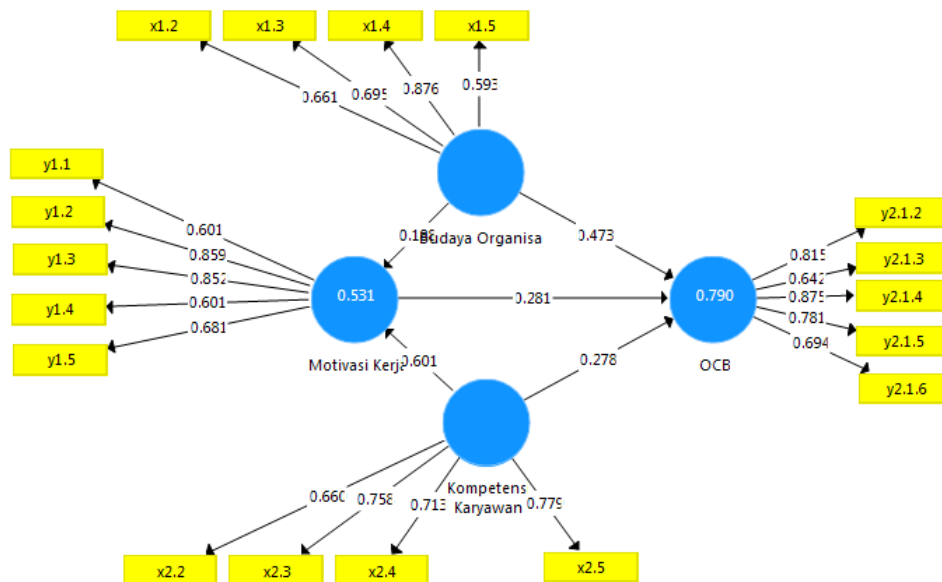 x1.2
x1.3
x1.4
x1.5
0.661
0.695
0.876
0.593
y1.1
y1.2
y1.3
y1.4
y1.5
0.601
0.859
0.852
0.601
0.681
Budaya Organisa
0.473
0.531
Motivasi Kerja
0.281
0.790
OCB
0.815
0.642
0.875
0.781
0.694
y2.1.2
y2.1.3
y2.1.4
y2.1.5
y2.1.6
0.601
0.278
Kompetens
Karyawan
0.660
0.758
0.713
0.779
x2.2
x2.3
x2.4
x2.5